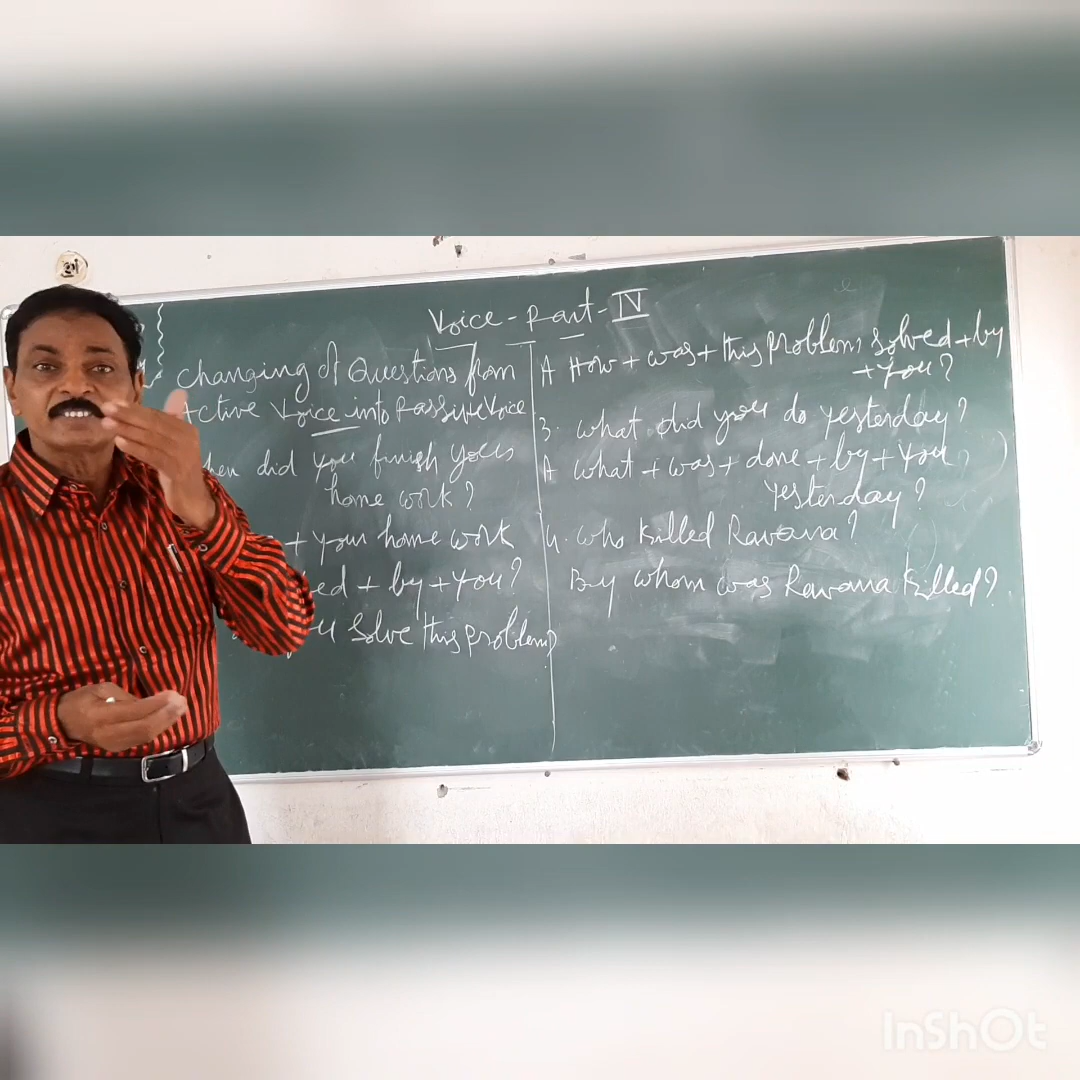 Voice - Part - IV
Changing of Questions from
Active Voice into Passive Voice
when did you finish your
home work?
+ your home work
ed + by + you?
solve this problem?
A How + was + this problem solved + by
+ you?
3. what did you do yesterday?
A what + was + done + by + you
yesterday?
4. who killed Ravana?
By whom was Ravana killed?
InShOt